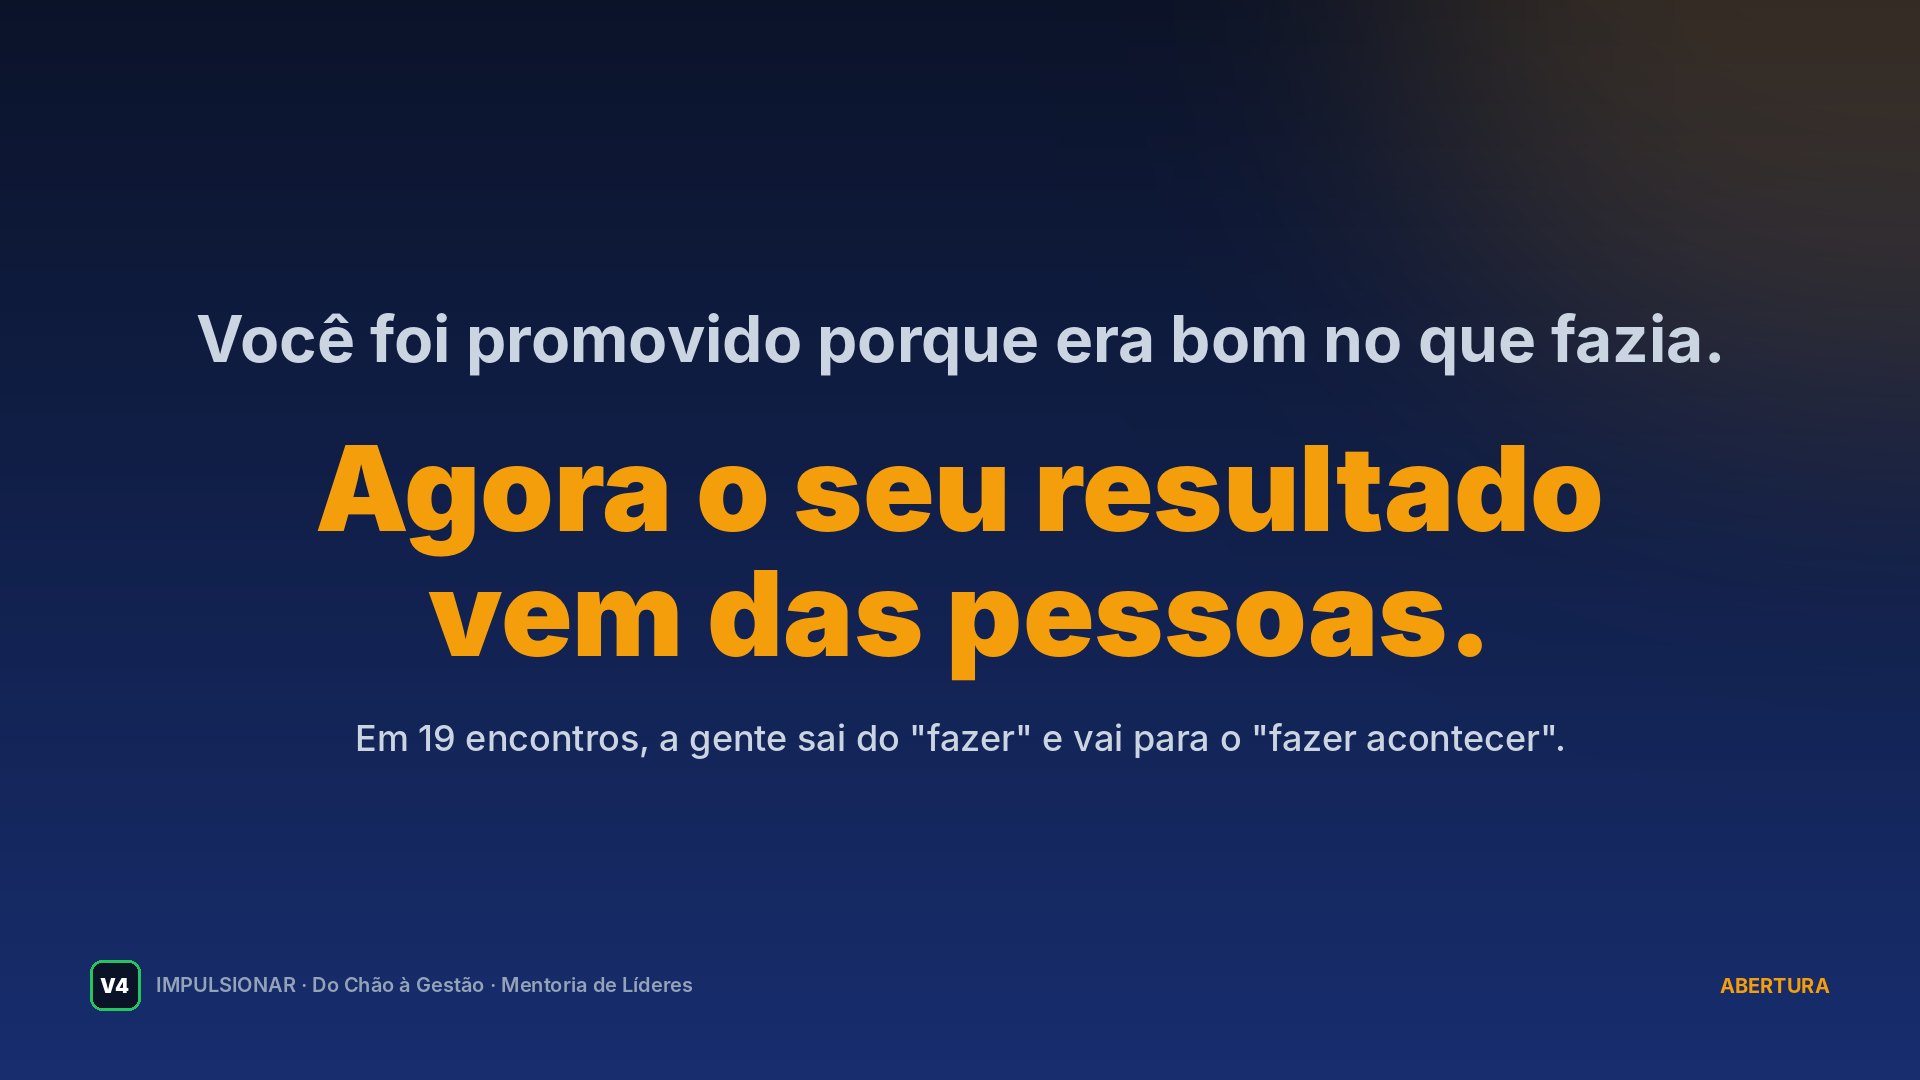 Você foi promovido porque era bom no que fazia.
Agora o seu resultado
vem das pessoas.
Em 19 encontros, a gente sai do "fazer" e vai para o "fazer acontecer".
V4 IMPULSIONAR · Do Chão à Gestão · Mentoria de Líderes
ABERTURA